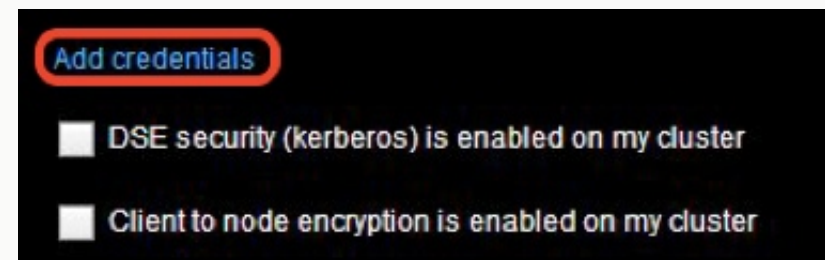 Add credentials
DSE security (kerberos) is enabled on my cluster
Client to node encryption is enabled on my cluster